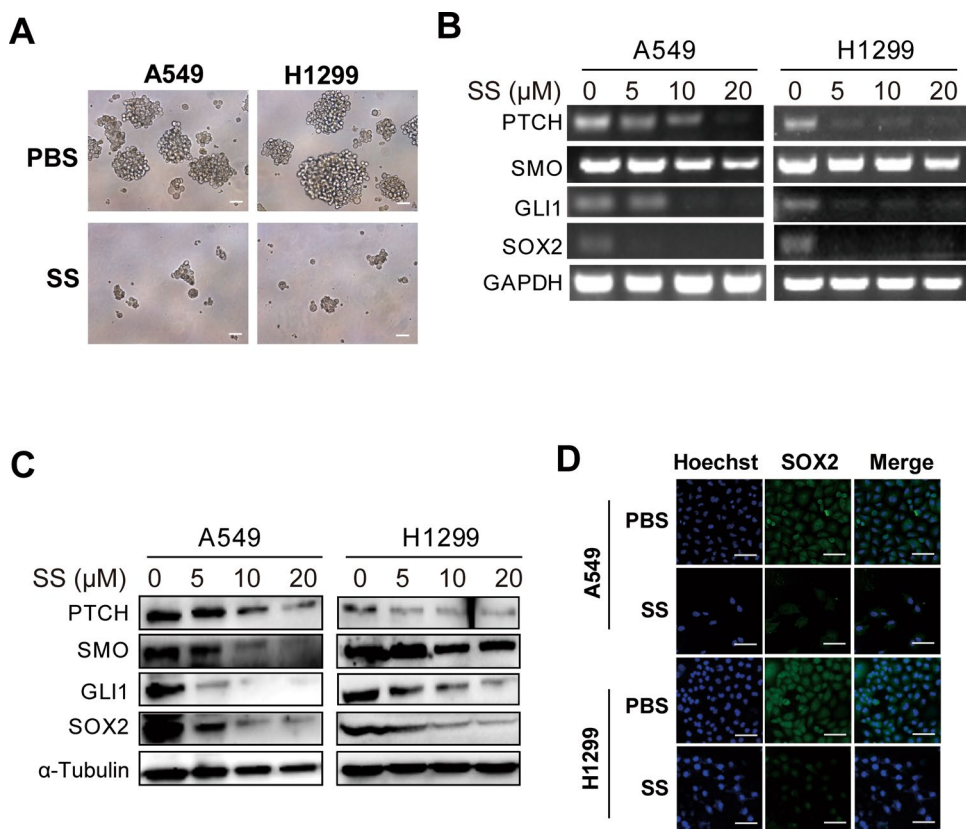 A
A549 H1299
PBS
SS
B
A549 H1299
SS (µM) 0 5 10 20 0 5 10 20
PTCH
SMO
GLI1
SOX2
GAPDH
C
A549 H1299
SS (µM) 0 5 10 20 0 5 10 20
PTCH
SMO
GLI1
SOX2
α-Tubulin
D
Hoechst SOX2 Merge
A549
PBS
SS
H1299
PBS
SS